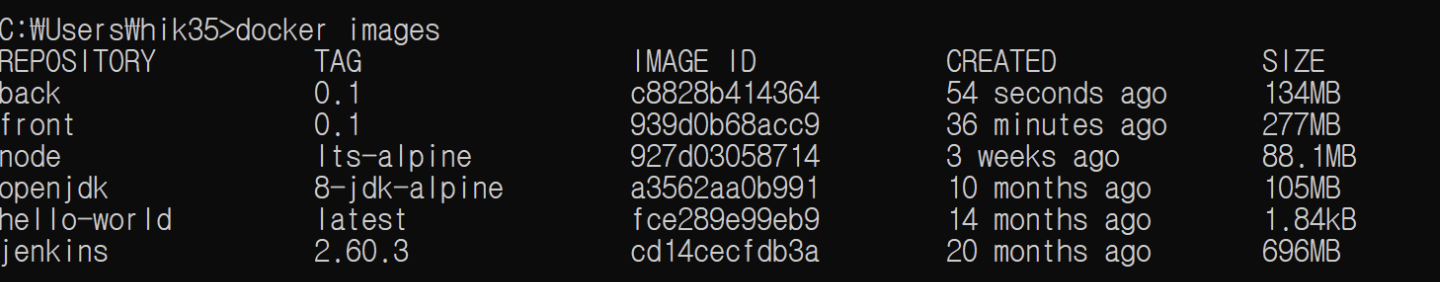 C:₩Users₩hik35>docker images
REPOSITORY TAG IMAGE ID CREATED SIZE
back 0.1 c8828b414364 54 seconds ago 134MB
front 0.1 939d0b68acc9 36 minutes ago 277MB
node lts-alpine 927d03058714 3 weeks ago 88.1MB
openjdk 8-jdk-alpine a3562aa0b991 10 months ago 105MB
hello-world latest fce289e99eb9 14 months ago 1.84kB
jenkins 2.60.3 cd14cecfdb3a 20 months ago 696MB